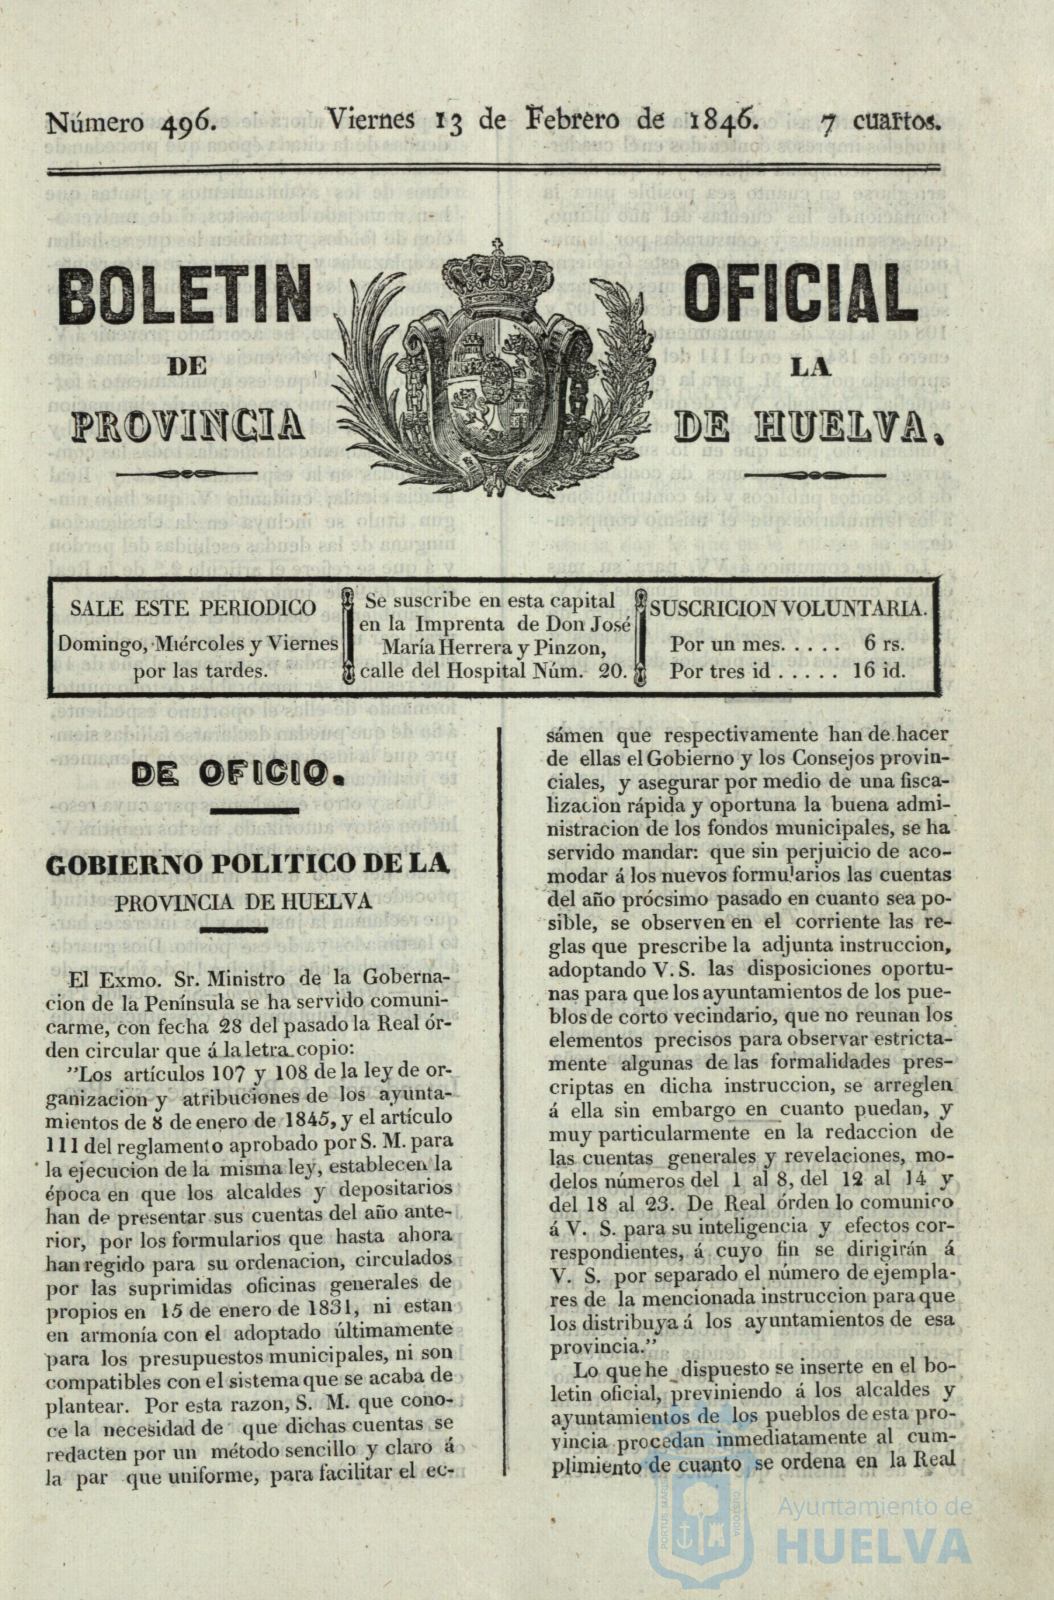 Número 496. Viernes 13 de Febrero de 1846. 7 cuartos.
BOLETIN OFICIAL
DE LA
PROVINCIA DE HUELVA.
SALE ESTE PERIODICO
Domingo, Miércoles y Viernes
por las tardes.
Se suscribe en esta capital
en la Imprenta de Don José
María Herrera y Pinzon,
calle del Hospital Núm. 20.
SUSCRICION VOLUNTARIA.
Por un mes. . . . . 6 rs.
Por tres id . . . . . 16 id.
DE OFICIO.
GOBIERNO POLITICO DE LA
PROVINCIA DE HUELVA
El Exmo. Sr. Ministro de la Goberna-
cion de la Península se ha servido comuni-
carme, con fecha 28 del pasado la Real ór-
den circular que á la letra copio:
"Los artículos 107 y 108 de la ley de or-
ganizacion y atribuciones de los ayunta-
mientos de 8 de enero de 1845, y el artículo
111 del reglamento aprobado por S. M. para
la ejecucion de la misma ley, establecen la
época en que los alcaldes y depositarios
han de presentar sus cuentas del año ante-
rior, por los formularios que hasta ahora
han regido para su ordenacion, circulados
por las suprimidas oficinas generales de
propios en 15 de enero de 1831, ni estan
en armonía con el adoptado últimamente
para los presupuestos municipales, ni son
compatibles con el sistema que se acaba de
plantear. Por esta razon, S. M. que cono-
ce la necesidad de que dichas cuentas se
redacten por un método sencillo y claro á
la par que uniforme, para facilitar el ec-
sámen que respectivamente han de hacer
de ellas el Gobierno y los Consejos provin-
ciales, y asegurar por medio de una fisca-
lizacion rápida y oportuna la buena admi-
nistracion de los fondos municipales, se ha
servido mandar: que sin perjuicio de aco-
modar á los nuevos formularios las cuentas
del año prócsimo pasado en cuanto sea po-
sible, se observen en el corriente las re-
glas que prescribe la adjunta instruccion,
adoptando V. S. las disposiciones oportu-
nas para que los ayuntamientos de los pue-
blos de corto vecindario, que no reunan los
elementos precisos para observar estricta-
mente algunas de las formalidades pres-
criptas en dicha instruccion, se arreglen
á ella sin embargo en cuanto puedan, y
muy particularmente en la redaccion de
las cuentas generales y revelaciones, mo-
delos números del 1 al 8, del 12 al 14 y
del 18 al 23. De Real órden lo comunico
á V. S. para su inteligencia y efectos cor-
respondientes, á cuyo fin se dirigirán á
V. S. por separado el número de ejempla-
res de la mencionada instruccion para que
los distribuya á los ayuntamientos de esa
provincia."
Lo que he dispuesto se inserte en el bo-
letin oficial, previniendo á los alcaldes y
ayuntamientos de los pueblos de esta pro-
vincia procedan inmediatamente al cum-
plimiento de cuanto se ordena en la Real
PORTUS MARIS
CUSTODIA
Ayuntamiento de
HUELVA